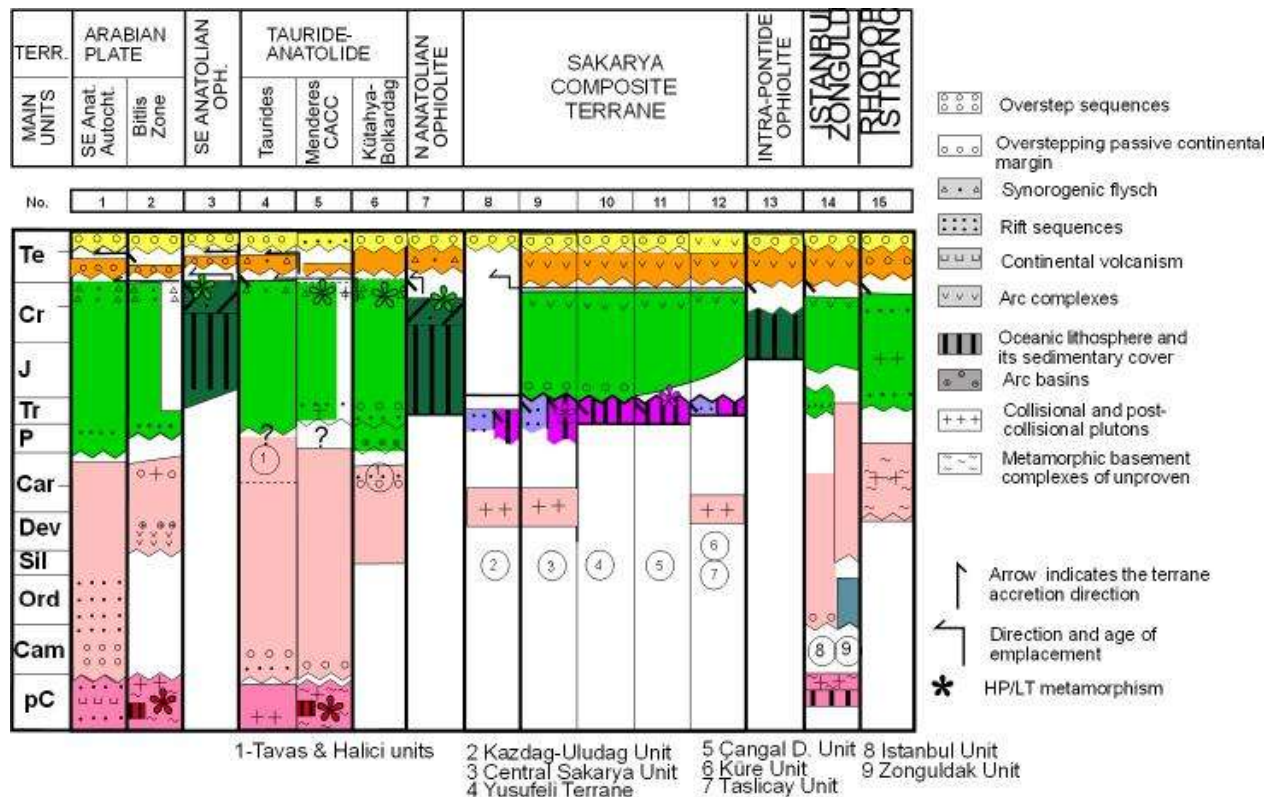 TERR.
ARABIAN
PLATE
SE ANATOLIAN
OPH.
TAURIDE-
ANATOLIDE
N ANATOLIAN
OPHIOLITE
SAKARYA
COMPOSITE
TERRANE
INTRA-PONTIDE
OPHIOLITE
ISTANBUL
ZONGULD
RHODOP
ISTRANC
MAIN
UNITS
SE Anat.
Autocht.
Bitlis
Zone
Taurides
Menderes
CACC
Kütahya-
Bolkardag
No. 1 2 3 4 5 6 7 8 9 10 11 12 13 14 15
Te
Cr
J
Tr
P
Car
Dev
Sil
Ord
Cam
pC
? ?
1
1
2 3 4 5 6
7
8 9
1-Tavas & Halici units
2 Kazdag-Uludag Unit
3 Central Sakarya Unit
4 Yusufeli Terrane
5 Çangal D. Unit
6 Küre Unit
7 Taslicay Unit
8 Istanbul Unit
9 Zonguldak Unit
Overstep sequences
Overstepping passive continental
margin
Synorogenic flysch
Rift sequences
Continental volcanism
Arc complexes
Oceanic lithosphere and
its sedimentary cover
Arc basins
Collisional and post-
collisional plutons
Metamorphic basement
complexes of unproven
Arrow indicates the terrane
accretion direction
Direction and age of
emplacement
HP/LT metamorphism